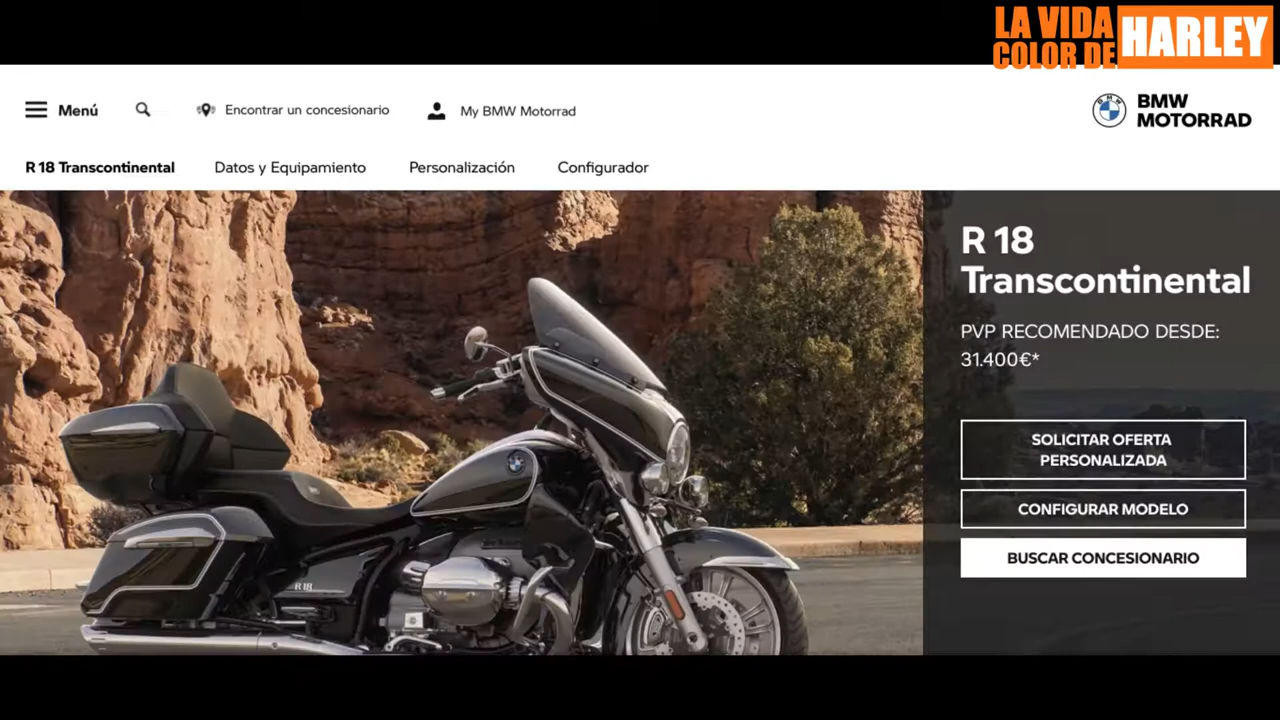 LA VIDA
COLOR DE
HARLEY
Menú
Encontrar un concesionario
My BMW Motorrad
BMW
MOTORRAD
R 18 Transcontinental
Datos y Equipamiento
Personalización
Configurador
R 18
Transcontinental
PVP RECOMENDADO DESDE:
31.400€*
SOLICITAR OFERTA
PERSONALIZADA
CONFIGURAR MODELO
BUSCAR CONCESIONARIO
R 18